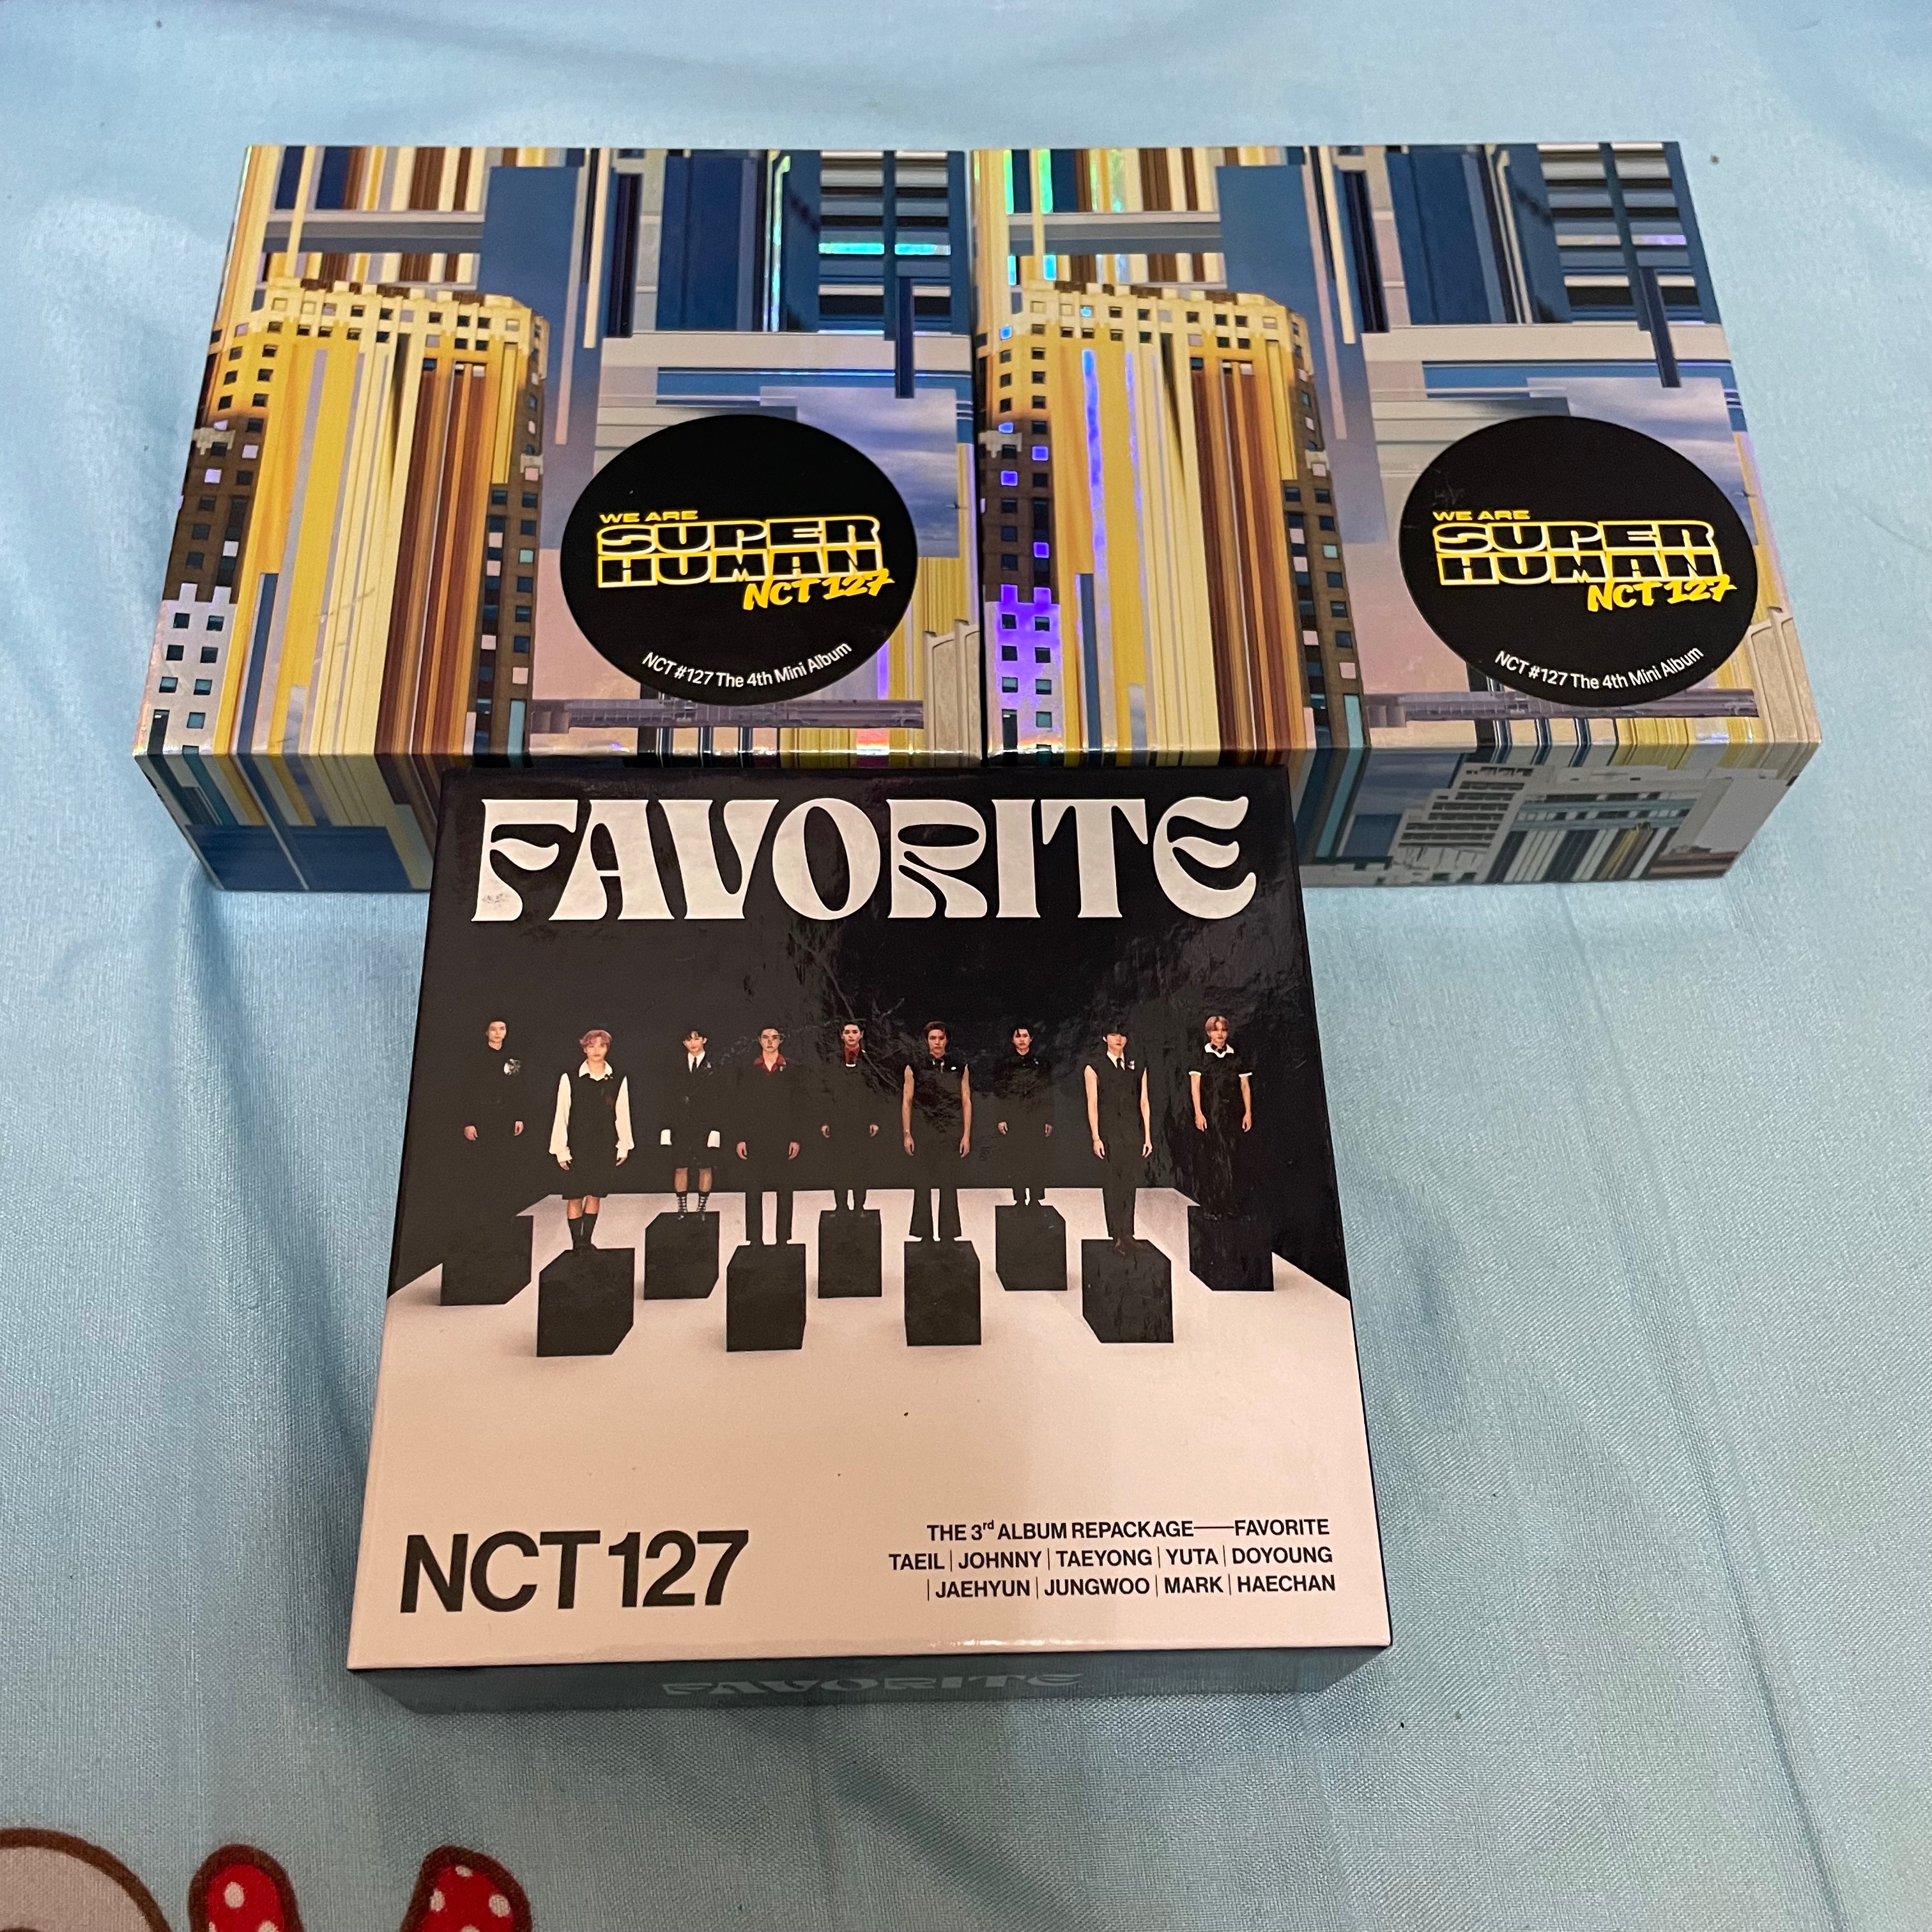 WE ARE
SUPER
HUMAN
NCT 127
NCT #127 The 4th Mini Album
WE ARE
SUPER
HUMAN
NCT 127
NCT #127 The 4th Mini Album
FAVORITE
NCT 127
THE 3rd ALBUM REPACKAGE——FAVORITE
TAEIL | JOHNNY | TAEYONG | YUTA | DOYOUNG
| JAEHYUN | JUNGWOO | MARK | HAECHAN
FAVORITE